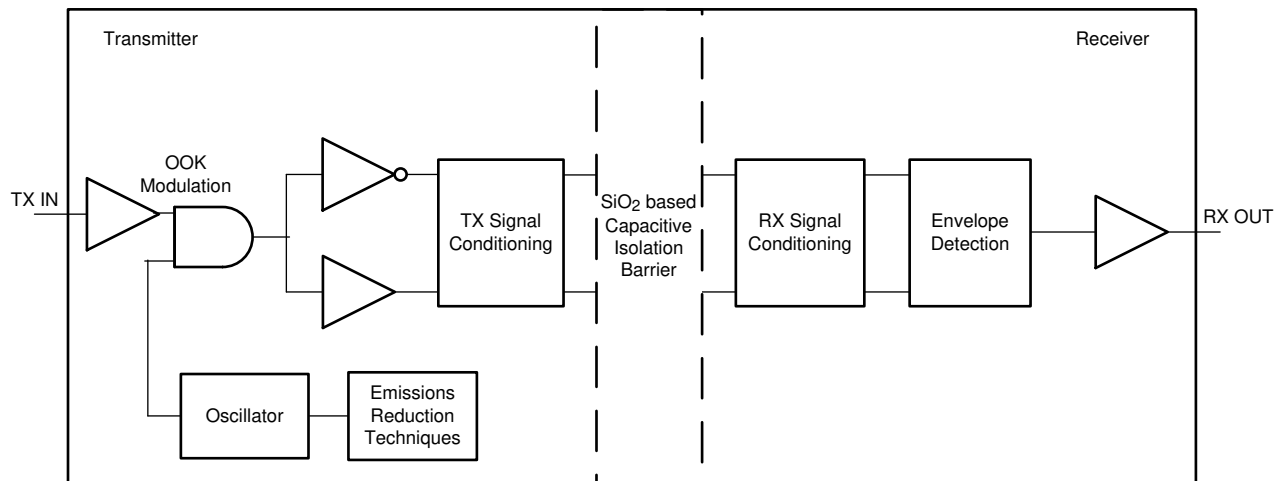 Transmitter
Receiver
OOK
Modulation
TX IN
TX Signal
Conditioning
SiO2 based
Capacitive
Isolation
Barrier
RX Signal
Conditioning
Envelope
Detection
RX OUT
Oscillator
Emissions
Reduction
Techniques